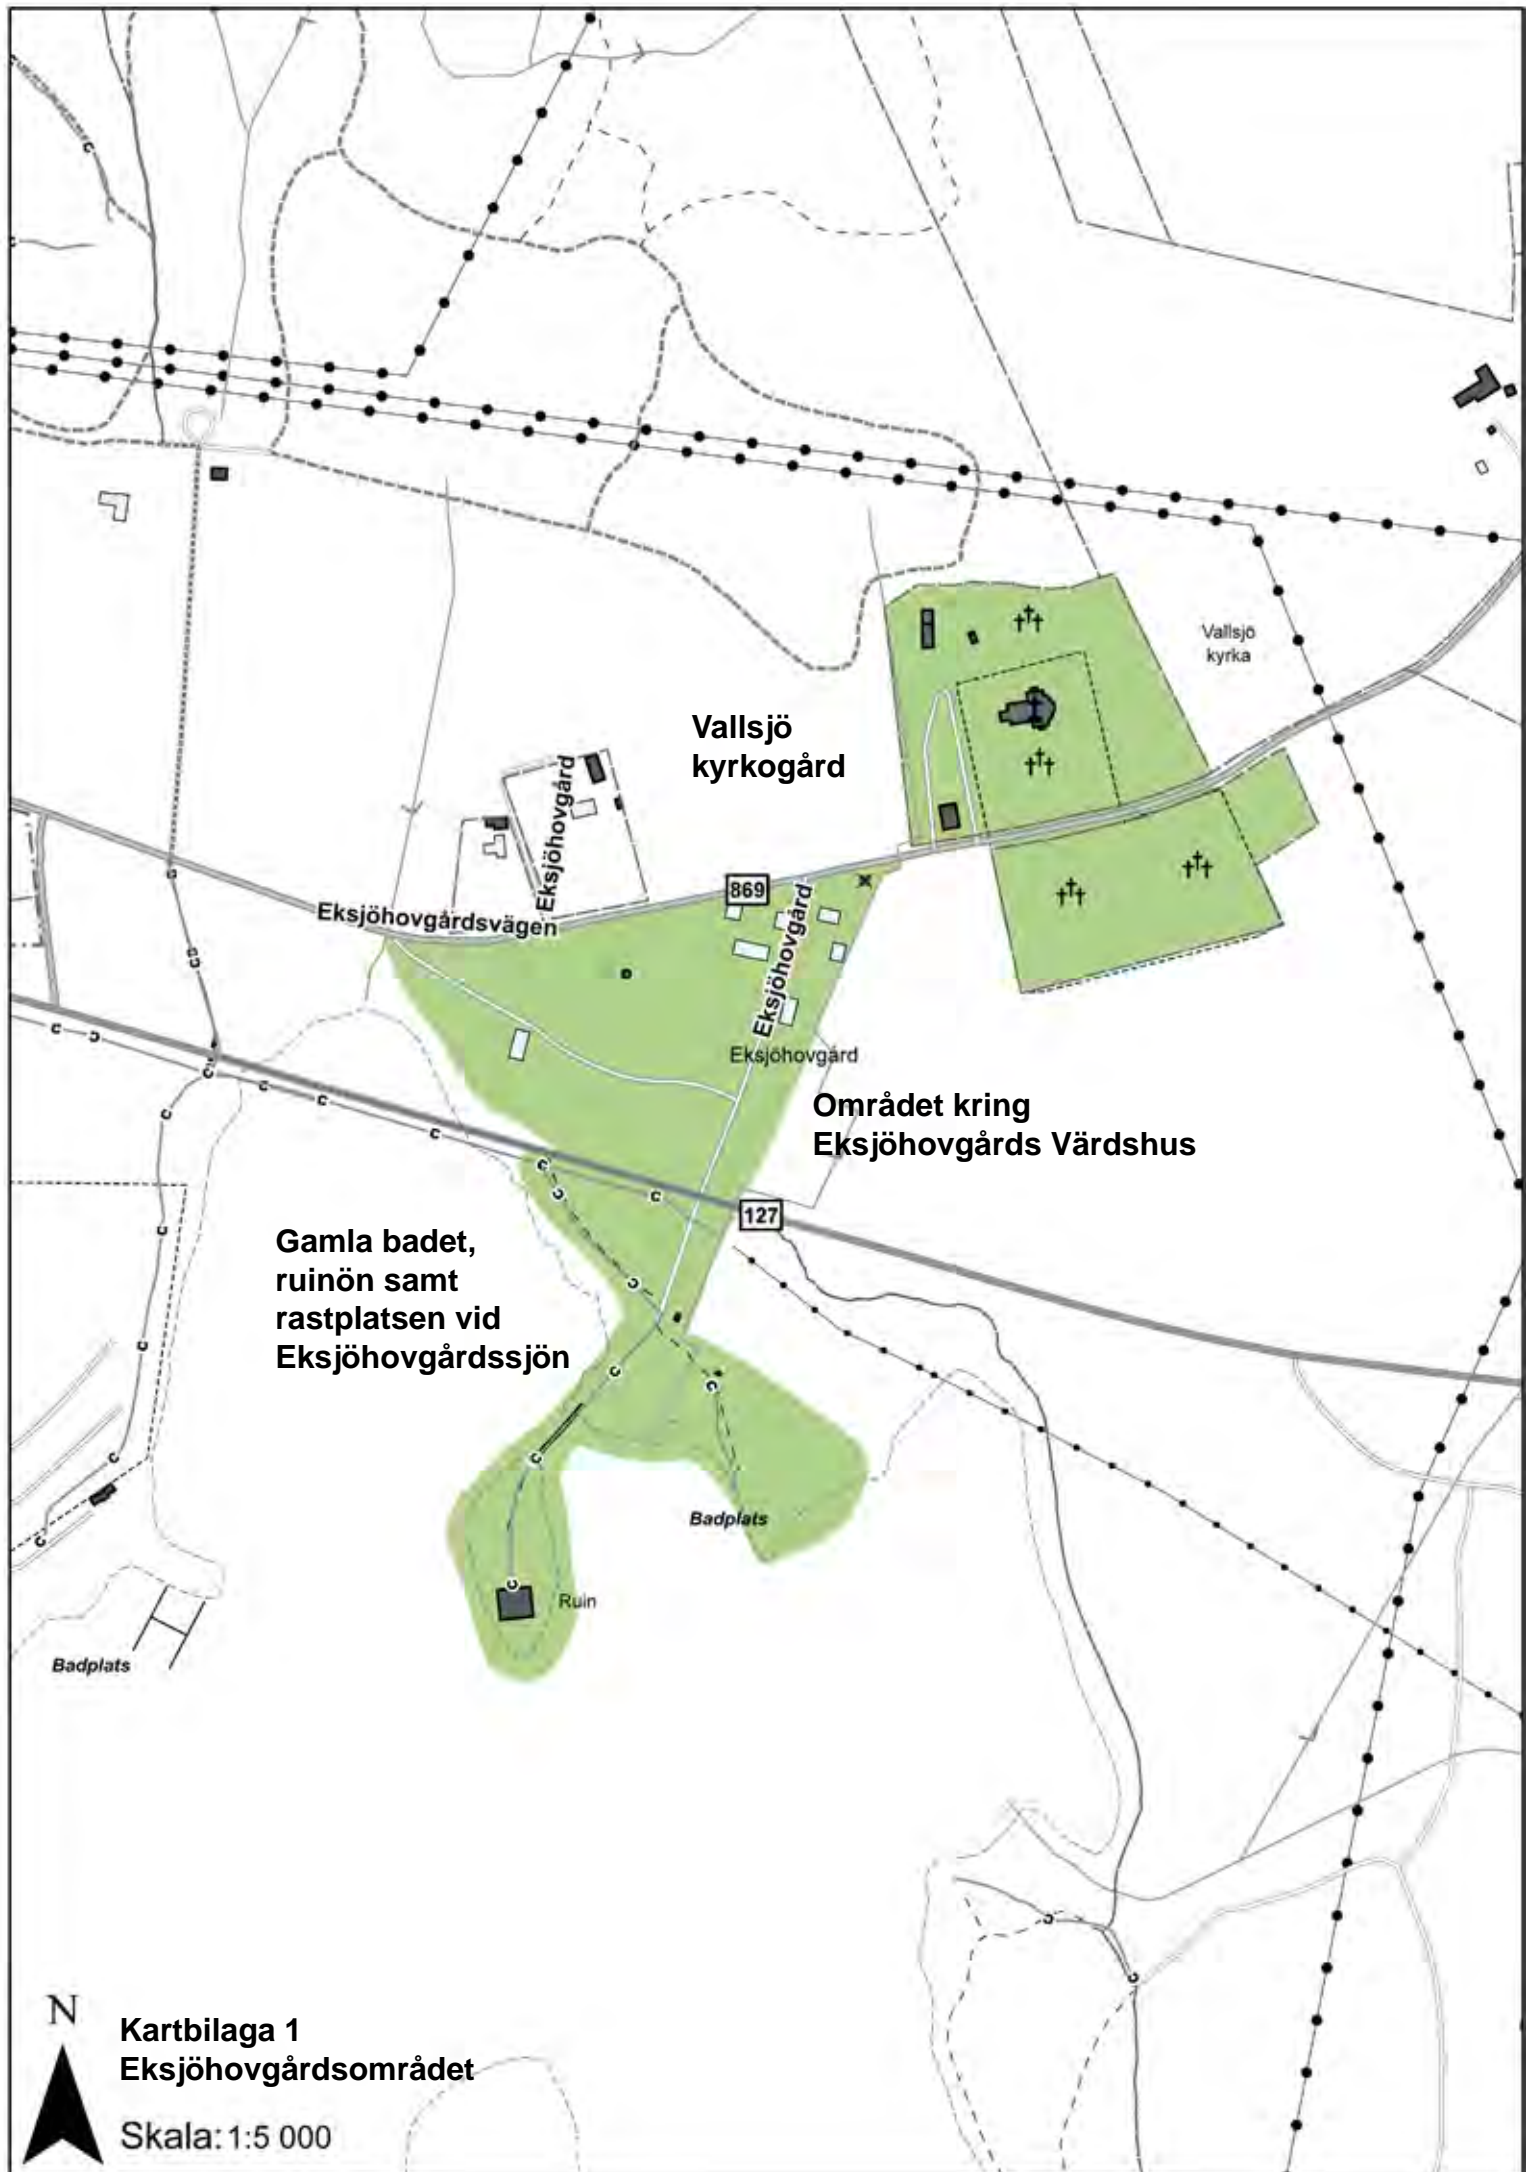 Vallsjö
kyrka
Vallsjö
kyrkogård
Eksjöhovgård
869
Eksjöhovgårdsvägen
Eksjöhovgård
Eksjöhovgård
Området kring
Eksjöhovgårds Värdshus
127
Gamla badet,
ruinön samt
rastplatsen vid
Eksjöhovgårdssjön
Badplats
Ruin
Badplats
N
Kartbilaga 1
Eksjöhovgårdsområdet
Skala: 1:5 000